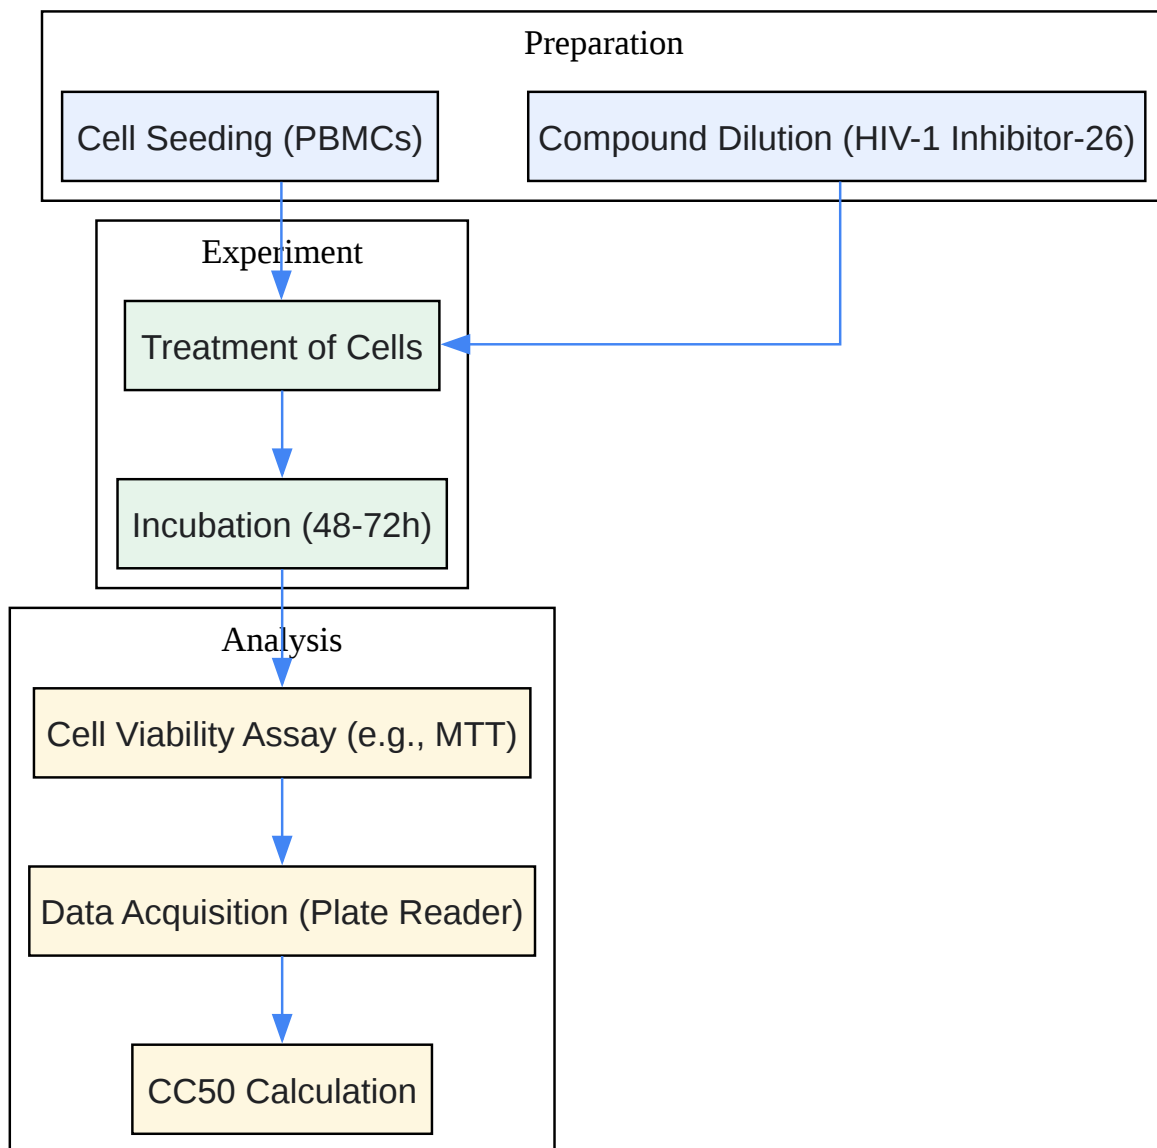 Preparation
Cell Seeding (PBMCs)
Compound Dilution (HIV-1 Inhibitor-26)
Experiment
Treatment of Cells
Incubation (48-72h)
Analysis
Cell Viability Assay (e.g., MTT)
Data Acquisition (Plate Reader)
CC50 Calculation